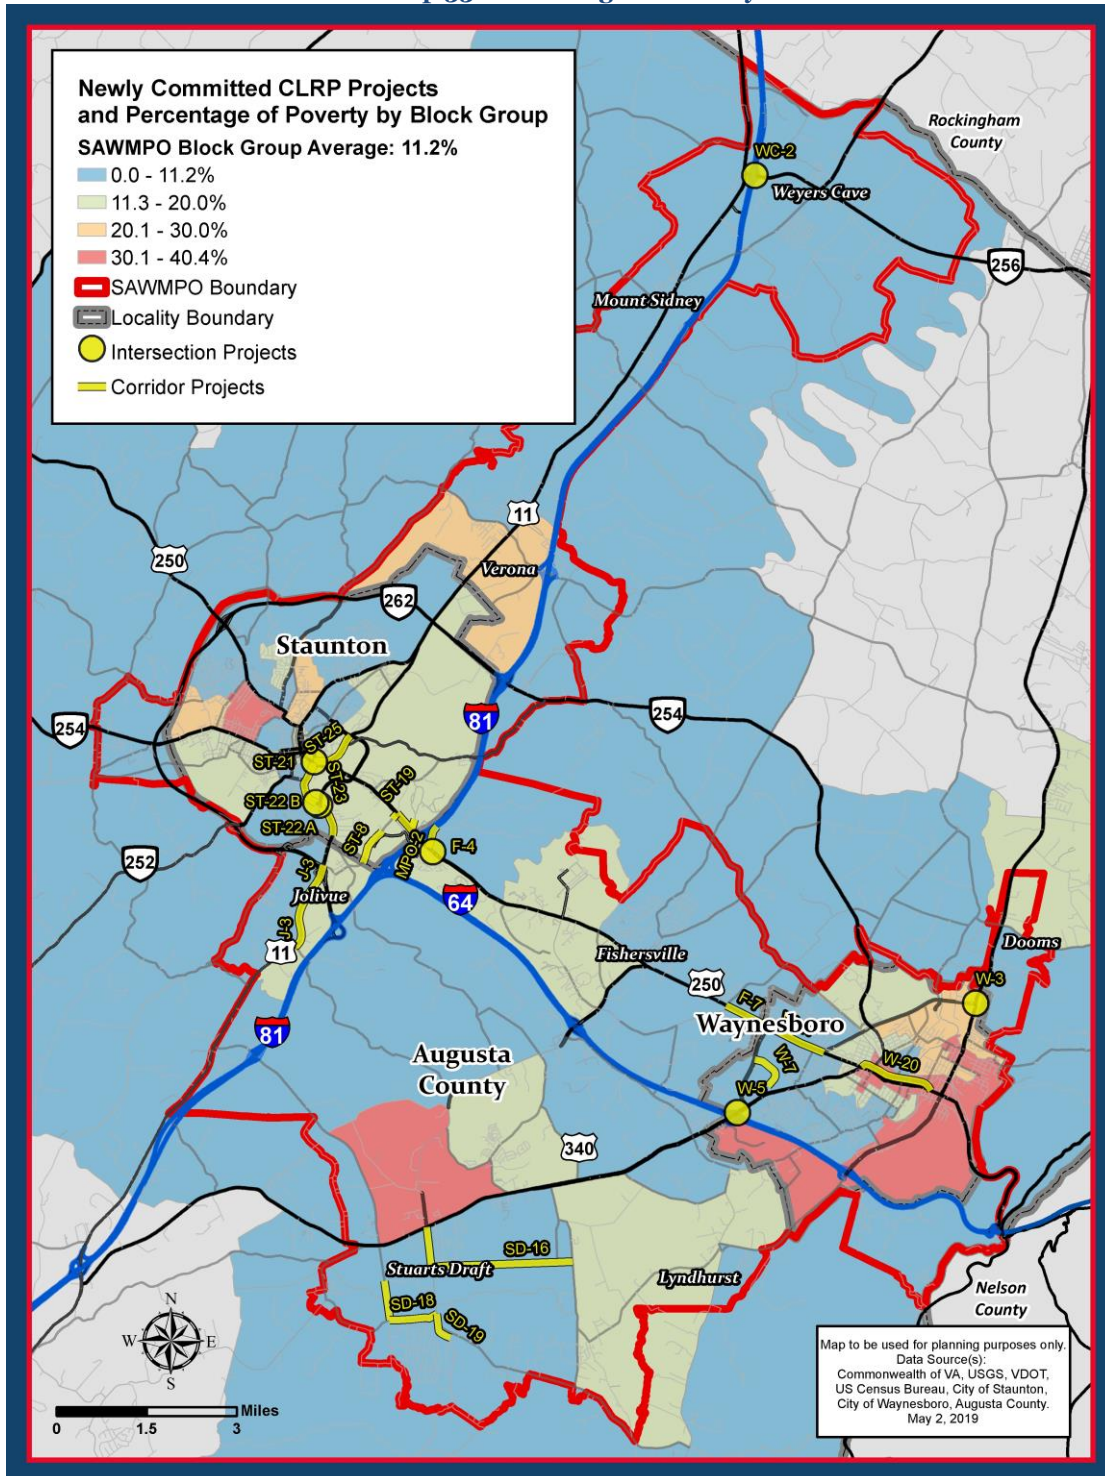 Newly Committed CLRP Projects
and Percentage of Poverty by Block Group
SAWMPO Block Group Average: 11.2%
0.0 - 11.2%
11.3 - 20.0%
20.1 - 30.0%
30.1 - 40.4%
SAWMPO Boundary
Locality Boundary
Intersection Projects
Corridor Projects
Rockingham
County
WC-2
Weyers Cave
256
Mount Sidney
11
250
Verona
262
Staunton
254
81
254
ST-25
ST-21
ST-23
ST-19
ST-22 B
ST-22 A
ST-8
MPO-2
F-4
252
J-3
Jolivue
64
J-3
11
Fishersville
Dooms
250
W-3
F-7
Waynesboro
81
Augusta
County
W-7
W-20
W-5
340
SD-16
Stuarts Draft
Lyndhurst
SD-18
SD-19
Nelson
County
N
W
E
S
Miles
0
1.5
3
Map to be used for planning purposes only.
Data Source(s):
Commonwealth of VA, USGS, VDOT,
US Census Bureau, City of Staunton,
City of Waynesboro, Augusta County.
May 2, 2019